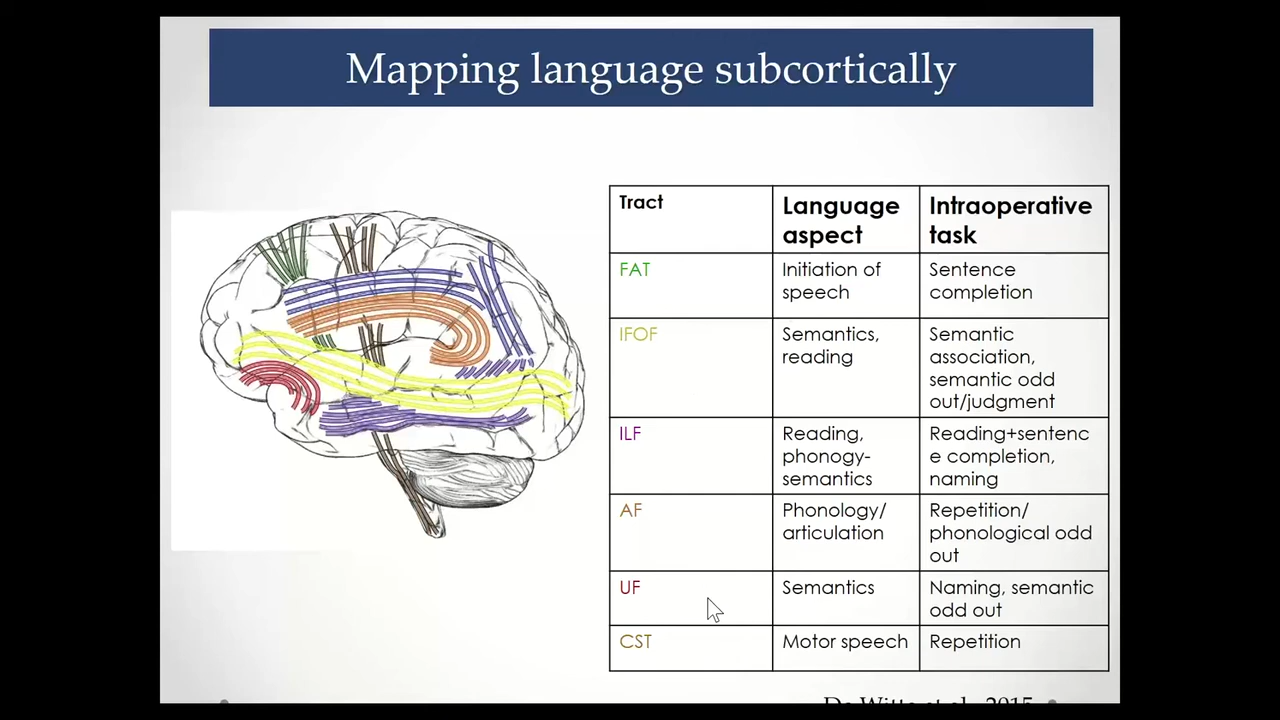 Mapping language subcortically
Tract
Language
aspect
Intraoperative
task
FAT
Initiation of
speech
Sentence
completion
IFOF
Semantics,
reading
Semantic
association,
semantic odd
out/judgment
ILF
Reading,
phonogy-
semantics
Reading+sentenc
e completion,
naming
AF
Phonology/
articulation
Repetition/
phonological odd
out
UF
Semantics
Naming, semantic
odd out
CST
Motor speech
Repetition
De Witte et al., 2015